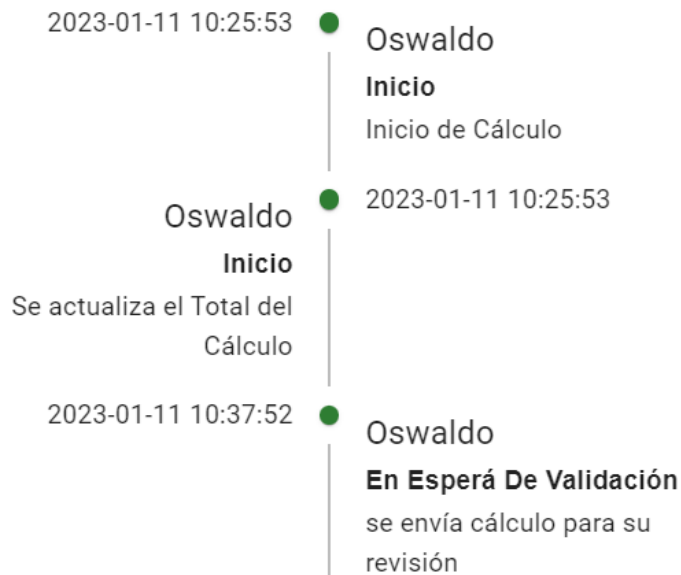 2023-01-11 10:25:53
Oswaldo
Inicio
Inicio de Cálculo
2023-01-11 10:25:53
Oswaldo
Inicio
Se actualiza el Total del
Cálculo
2023-01-11 10:37:52
Oswaldo
En Esperá De Validación
se envía cálculo para su
revisión